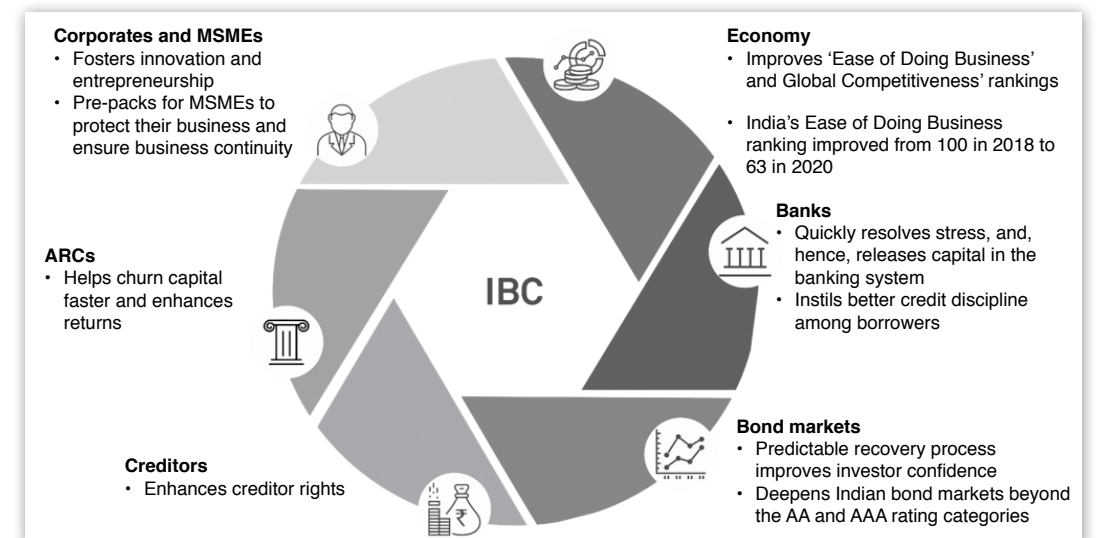 Corporates and MSMEs
• Fosters innovation and
entrepreneurship
• Pre-packs for MSMEs to
protect their business and
ensure business continuity
Economy
• Improves ‘Ease of Doing Business’
and Global Competitiveness’ rankings
• India’s Ease of Doing Business
ranking improved from 100 in 2018 to
63 in 2020
Banks
• Quickly resolves stress, and,
hence, releases capital in the
banking system
• Instils better credit discipline
among borrowers
ARCs
• Helps churn capital
faster and enhances
returns
IBC
Bond markets
• Predictable recovery process
improves investor confidence
• Deepens Indian bond markets beyond
the AA and AAA rating categories
Creditors
• Enhances creditor rights
₹